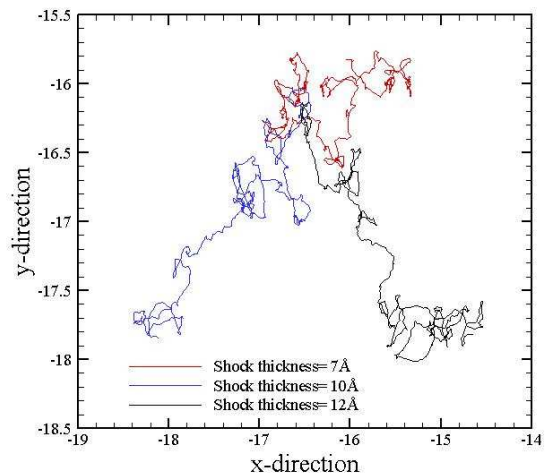 -15.5
-16
-16.5
-17
-17.5
-18
-18.5
y-direction
Shock thickness= 7Å
Shock thickness= 10Å
Shock thickness= 12Å
-19
-18
-17
-16
-15
-14
x-direction